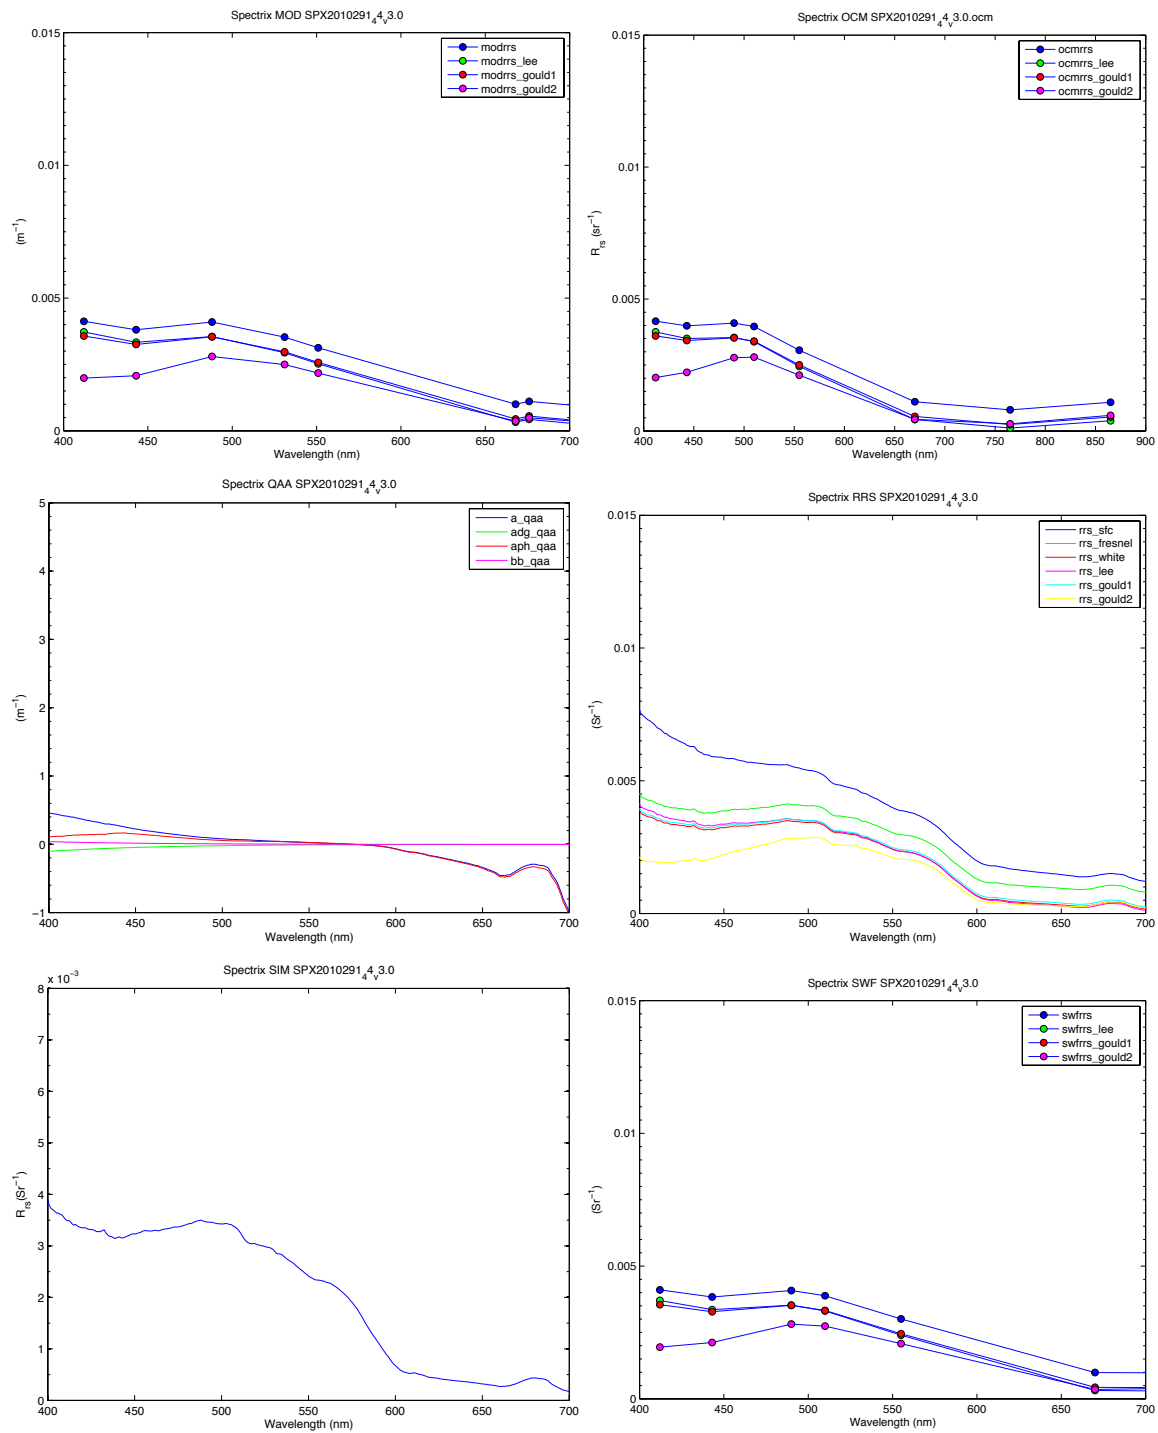 Spectrix MOD SPX2010291₄4ᵥ3.0
0.015
0.01
0.005
0
(m⁻¹)
modrrs
modrrs_lee
modrrs_gould1
modrrs_gould2
400 450 500 550 600 650 700
Wavelength (nm)
Spectrix OCM SPX2010291₄4ᵥ3.0.ocm
0.015
0.01
0.005
0
Rrs (sr⁻¹)
ocmrrs
ocmrrs_lee
ocmrrs_gould1
ocmrrs_gould2
400 450 500 550 600 650 700 750 800 850 900
Wavelength (nm)
Spectrix QAA SPX2010291₄4ᵥ3.0
5
4
3
2
1
0
−1
(m⁻¹)
a_qaa
adg_qaa
aph_qaa
bb_qaa
400 450 500 550 600 650 700
Wavelength (nm)
Spectrix RRS SPX2010291₄4ᵥ3.0
0.015
0.01
0.005
0
(Sr⁻¹)
rrs_sfc
rrs_fresnel
rrs_white
rrs_lee
rrs_gould1
rrs_gould2
400 450 500 550 600 650 700
Wavelength (nm)
Spectrix SIM SPX2010291₄4ᵥ3.0
x 10⁻³
8
7
6
5
4
3
2
1
0
Rrs(Sr⁻¹)
400 450 500 550 600 650 700
Wavelength (nm)
Spectrix SWF SPX2010291₄4ᵥ3.0
0.015
0.01
0.005
0
(Sr⁻¹)
swfrrs
swfrrs_lee
swfrrs_gould1
swfrrs_gould2
400 450 500 550 600 650 700
Wavelength (nm)